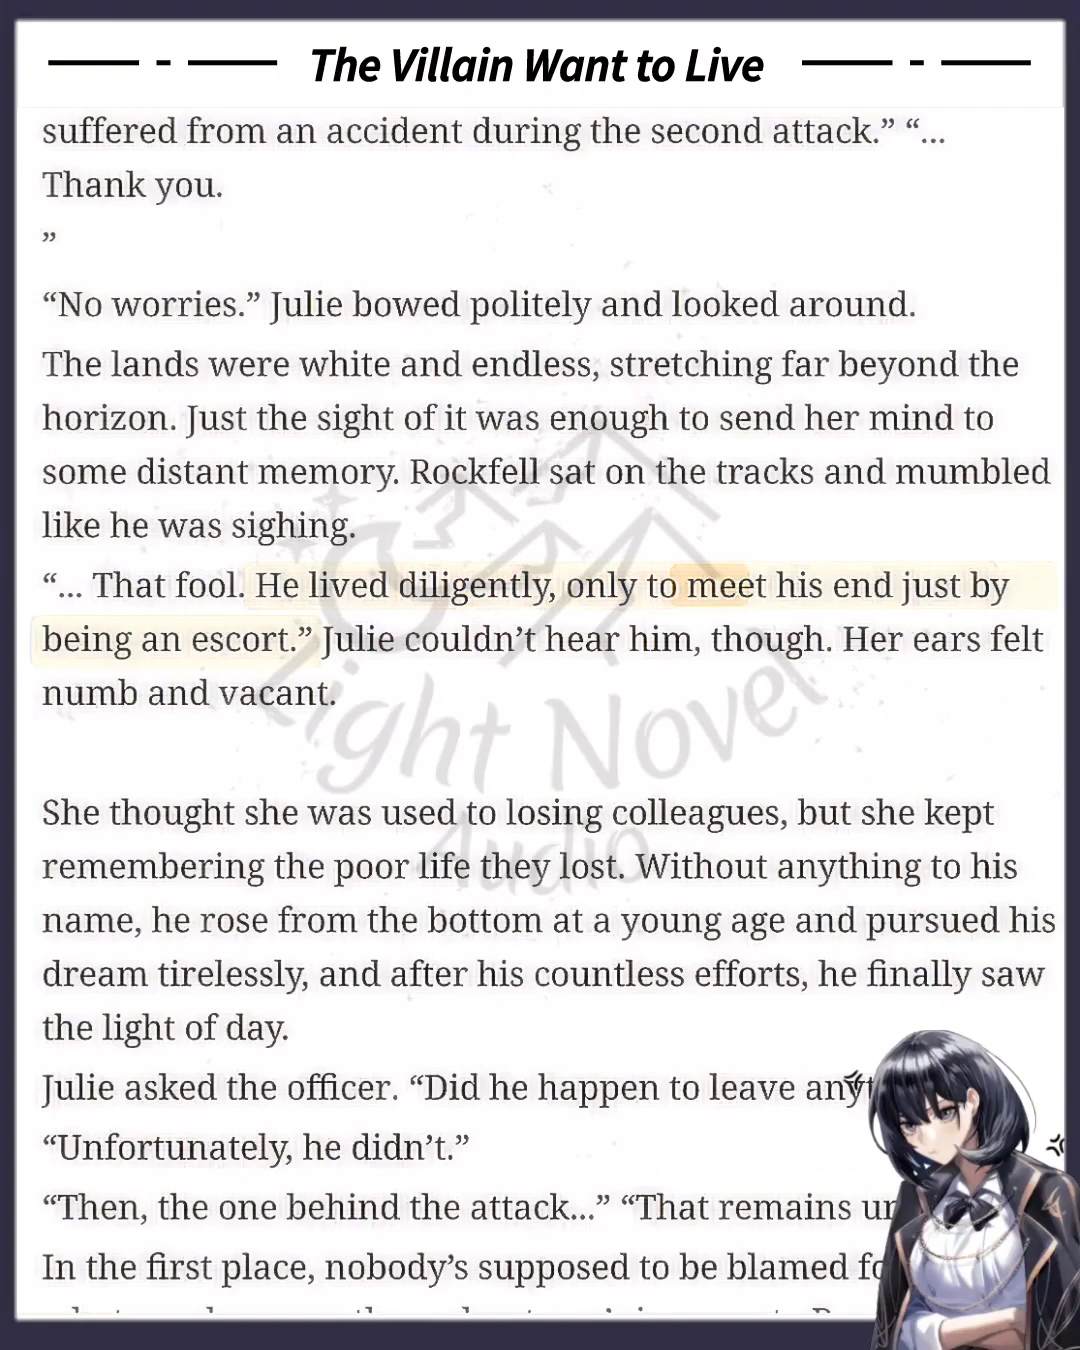 The Villain Want to Live
suffered from an accident during the second attack.” “...
Thank you.
”
“No worries.” Julie bowed politely and looked around.
The lands were white and endless, stretching far beyond the
horizon. Just the sight of it was enough to send her mind to
some distant memory. Rockfell sat on the tracks and mumbled
like he was sighing.
“... That fool. He lived diligently, only to meet his end just by
being an escort.” Julie couldn’t hear him, though. Her ears felt
numb and vacant.
Light Novel
Audio
She thought she was used to losing colleagues, but she kept
remembering the poor life they lost. Without anything to his
name, he rose from the bottom at a young age and pursued his
dream tirelessly, and after his countless efforts, he finally saw
the light of day.
Julie asked the officer. “Did he happen to leave
“Unfortunately, he didn’t.”
“Then, the one behind the attack...” “That remains
In the first place, nobody’s supposed to be blamed